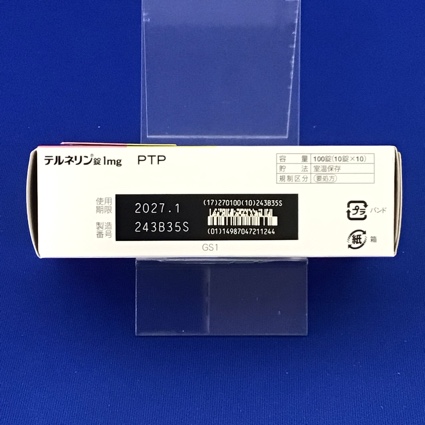 テルネリン錠1mg PTP
容量 100錠(10錠×10)
貯法 室温保存
規制区分 (要処方)
使用期限 2027.1
(17)270100(10)243B35S
製造番号 243B35S
(01)14987047211244
GS1
プラ バンド
紙 箱